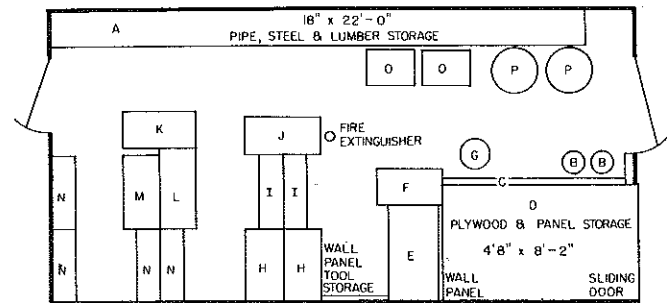 A
18" x 22'-0"
PIPE, STEEL & LUMBER STORAGE
O O P P
K
J
FIRE
EXTINGUISHER
G
B B
N
M
L
I I
F
C
D
PLYWOOD & PANEL STORAGE
4'8" x 8'-2"
N
N N
H H
WALL
PANEL
TOOL
STORAGE
E
WALL
PANEL
SLIDING
DOOR